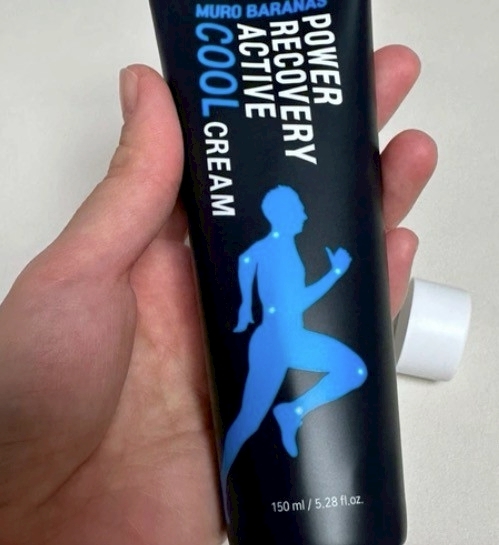 MURO BARANAS
POWER
RECOVERY
ACTIVE
COOL CREAM
150 ml / 5.28 fl.oz.